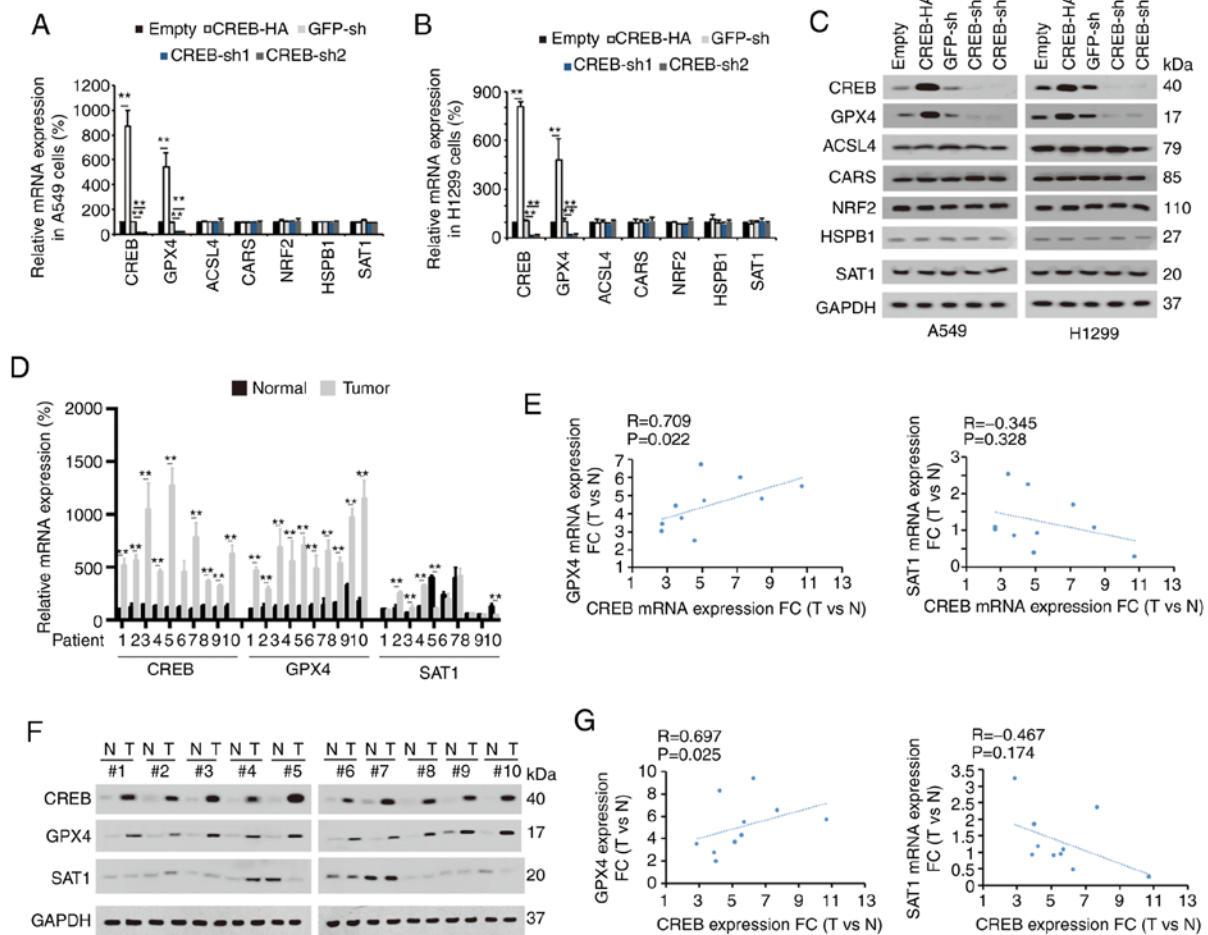 A
Empty CREB-HA GFP-sh
CREB-sh1 CREB-sh2
Relative mRNA expression
in A549 cells (%)
1200
1000
800
600
400
200
0
** ** ** ** ** **
CREB GPX4 ACSL4 CARS NRF2 HSPB1 SAT1
B
Empty CREB-HA GFP-sh
CREB-sh1 CREB-sh2
Relative mRNA expression
in H1299 cells (%)
900
600
300
0
** ** ** ** ** **
CREB GPX4 ACSL4 CARS NRF2 HSPB1 SAT1
C
Empty CREB-HA GFP-sh CREB-sh CREB-sh Empty CREB-HA GFP-sh CREB-sh CREB-sh
kDa
CREB 40
GPX4 17
ACSL4 79
CARS 85
NRF2 110
HSPB1 27
SAT1 20
GAPDH 37
A549 H1299
D
Normal Tumor
Relative mRNA expression (%)
2000
1500
1000
500
0
Patient 1 2 3 4 5 6 7 8 9 10 1 2 3 4 5 6 7 8 9 10 1 2 3 4 5 6 7 8 9 10
CREB GPX4 SAT1
E
R=0.709
P=0.022
GPX4 mRNA expression
FC (T vs N)
7
6
5
4
3
2
1
1 3 5 7 9 11 13
CREB mRNA expression FC (T vs N)
R=−0.345
P=0.328
SAT1 mRNA expression
FC (T vs N)
3
2
1
0
1 3 5 7 9 11 13
CREB mRNA expression FC (T vs N)
F
N T N T N T N T N T N T N T N T N T N T
#1 #2 #3 #4 #5 #6 #7 #8 #9 #10 kDa
CREB 40
GPX4 17
SAT1 20
GAPDH 37
G
R=0.697
P=0.025
GPX4 expression
FC (T vs N)
10
8
6
4
2
0
1 3 5 7 9 11 13
CREB expression FC (T vs N)
R=−0.467
P=0.174
SAT1 mRNA expression
FC (T vs N)
3.5
3
2.5
2
1.5
1
0.5
0
1 3 5 7 9 11 13
CREB expression FC (T vs N)